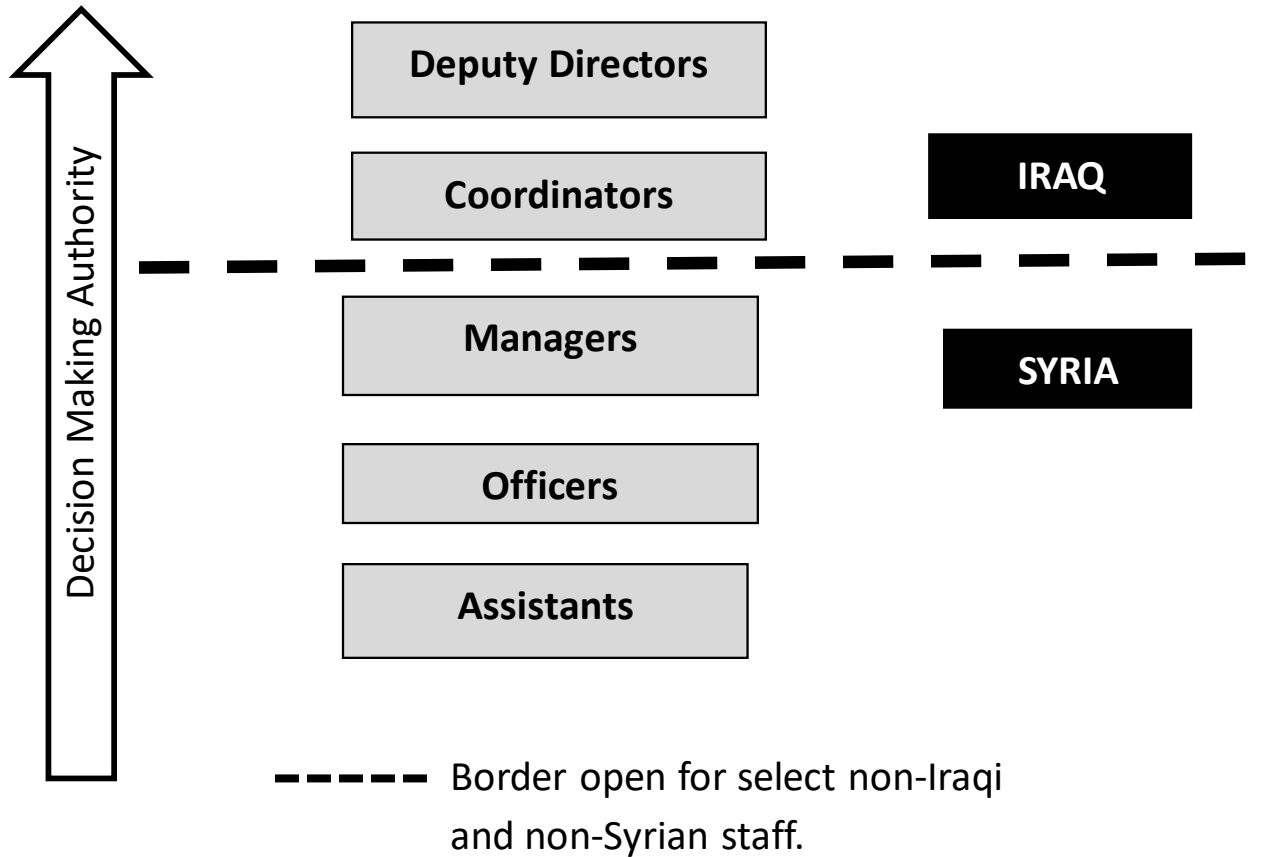 Decision Making Authority
Deputy Directors
Coordinators
IRAQ
Managers
SYRIA
Officers
Assistants
Border open for select non-Iraqi
and non-Syrian staff.